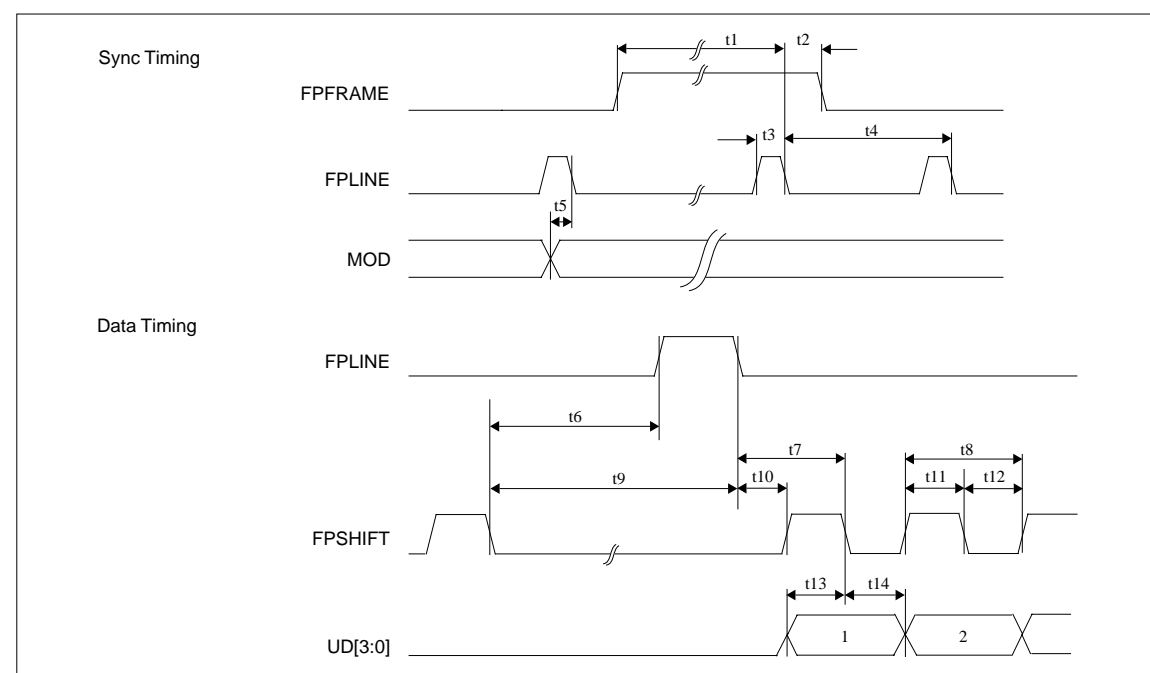 Sync Timing
t1
t2
FPFRAME
t3
t4
FPLINE
t5
MOD
Data Timing
FPLINE
t6
t7
t8
t9
t10
t11
t12
FPSHIFT
t13
t14
UD[3:0]
1
2